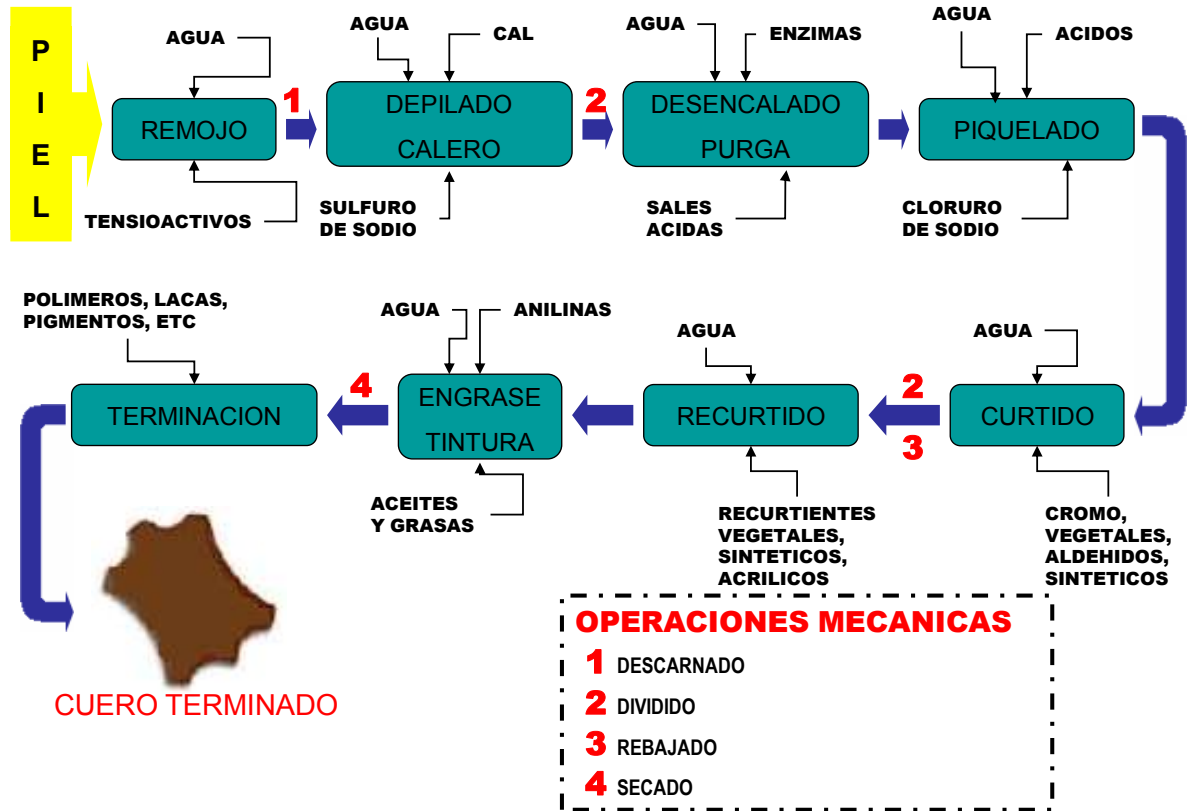 PIEL
AGUA
REMOJO
TENSIOACTIVOS
1
AGUA
CAL
DEPILADO
CALERO
SULFURO
DE SODIO
2
AGUA
ENZIMAS
DESENCALADO
PURGA
SALES
ACIDAS
AGUA
ACIDOS
PIQUELADO
CLORURO
DE SODIO
AGUA
CURTIDO
CROMO,
VEGETALES,
ALDEHIDOS,
SINTETICOS
2
3
AGUA
RECURTIDO
RECURTIENTES
VEGETALES,
SINTETICOS,
ACRILICOS
AGUA
ANILINAS
ENGRASE
TINTURA
ACEITES
Y GRASAS
4
POLIMEROS, LACAS,
PIGMENTOS, ETC
TERMINACION
CUERO TERMINADO
OPERACIONES MECANICAS
1 DESCARNADO
2 DIVIDIDO
3 REBAJADO
4 SECADO